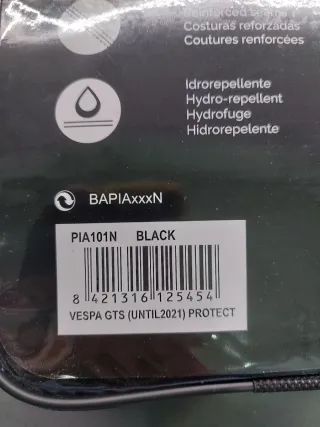 Costuras reforzadas
Coutures renforcées
Idrorepellente
Hydro-repellent
Hydrofuge
Hidrorepelente
BAPIAxxxN
PIA101N BLACK
8 421316 125454
VESPA GTS (UNTIL2021) PROTECT